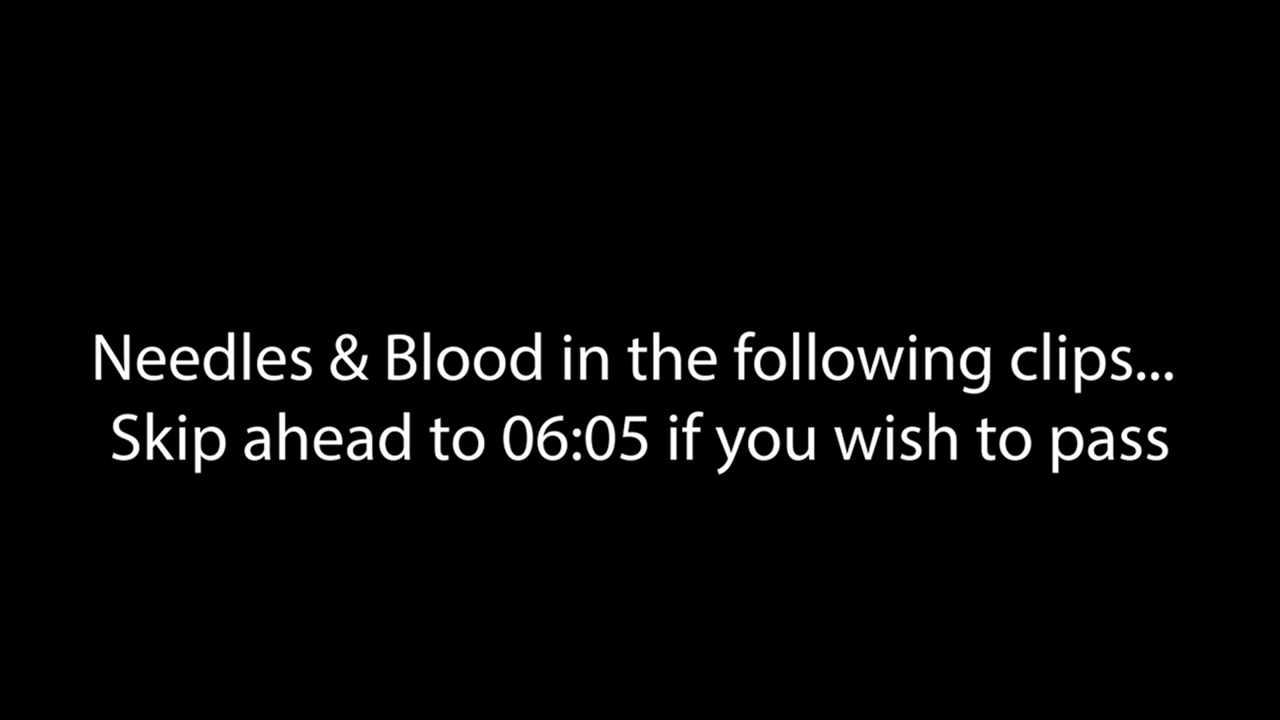 Needles & Blood in the following clips...
Skip ahead to 06:05 if you wish to pass